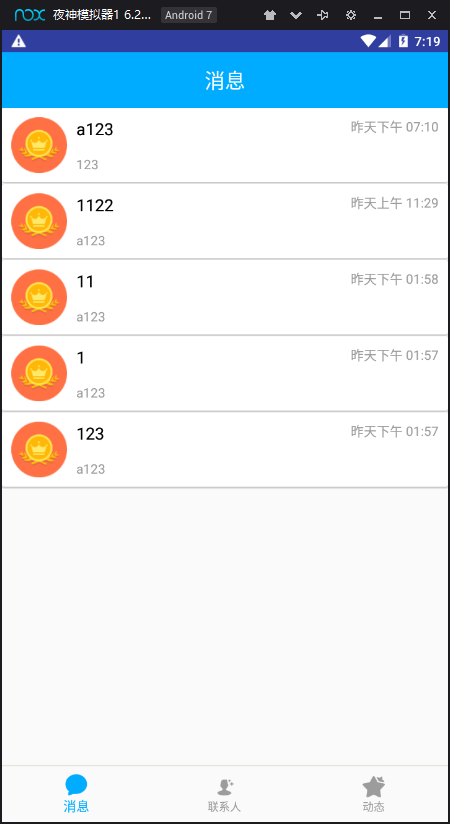 nox 夜神模拟器1 6.2... Android 7
7:19
消息
a123 昨天下午 07:10
123
1122 昨天上午 11:29
a123
11 昨天下午 01:58
a123
1 昨天下午 01:57
a123
123 昨天下午 01:57
a123
消息 联系人 动态